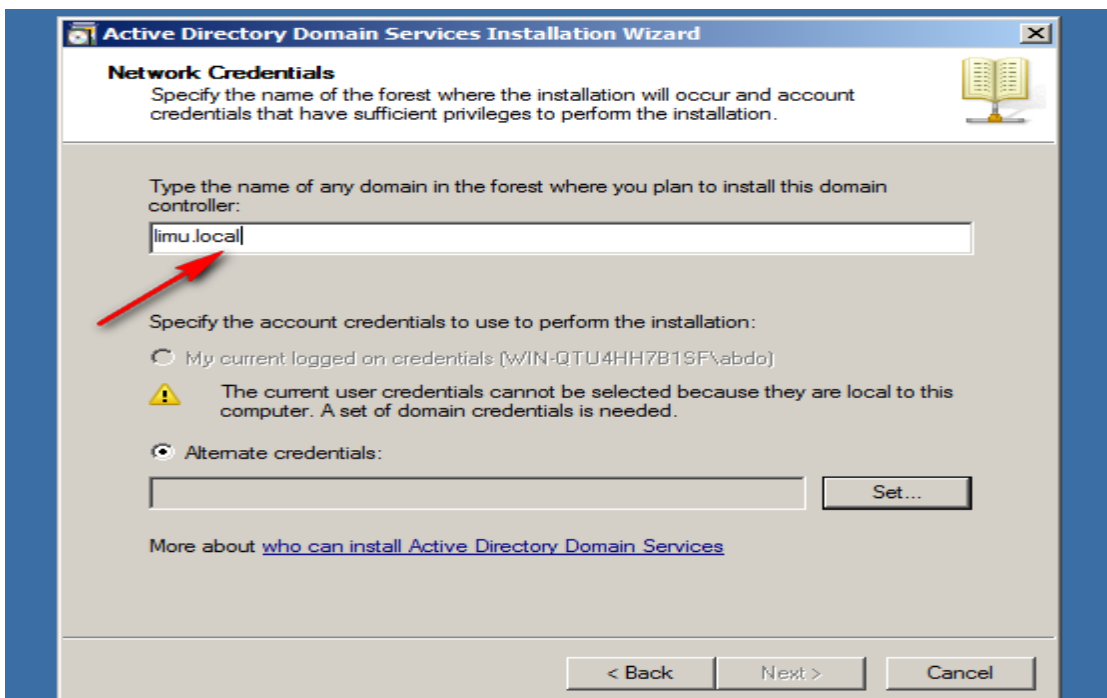 Active Directory Domain Services Installation Wizard
Network Credentials
Specify the name of the forest where the installation will occur and account
credentials that have sufficient privileges to perform the installation.
Type the name of any domain in the forest where you plan to install this domain
controller:
limu.local
Specify the account credentials to use to perform the installation:
My current logged on credentials (WIN-QTU4HH7B1SF\abdo)
The current user credentials cannot be selected because they are local to this
computer. A set of domain credentials is needed.
Alternate credentials:
Set...
More about who can install Active Directory Domain Services
< Back Next > Cancel